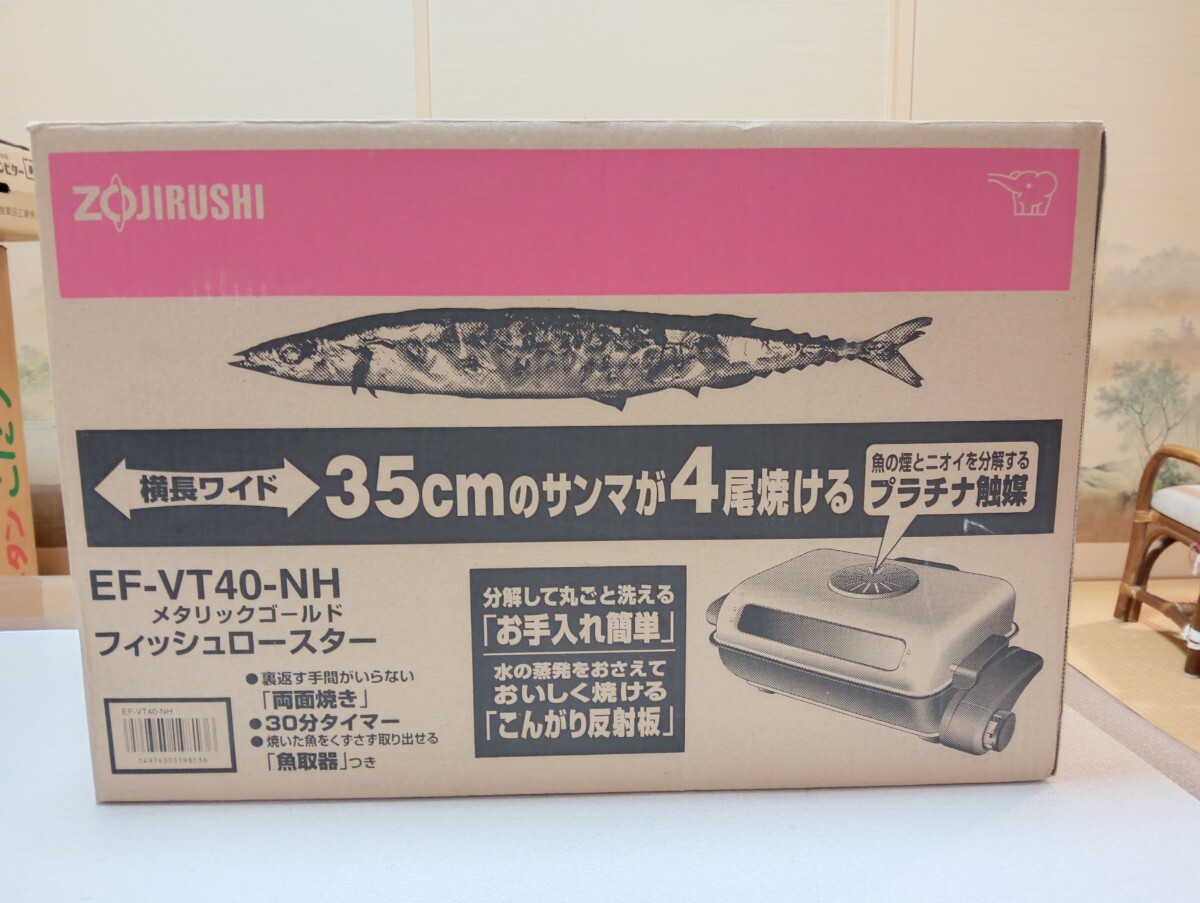 ZOJIRUSHI
横長ワイド
35cmのサンマが4尾焼ける
魚の煙とニオイを分解する
プラチナ触媒
EF-VT40-NH
メタリックゴールド
フィッシュロースター
●裏返す手間がいらない
「両面焼き」
●30分タイマー
●焼いた魚をくずさず取り出せる
「魚取器」つき
EF-VT40-NH
分解して丸ごと洗える
「お手入れ簡単」
水の蒸発をおさえて
おいしく焼ける
「こんがり反射板」